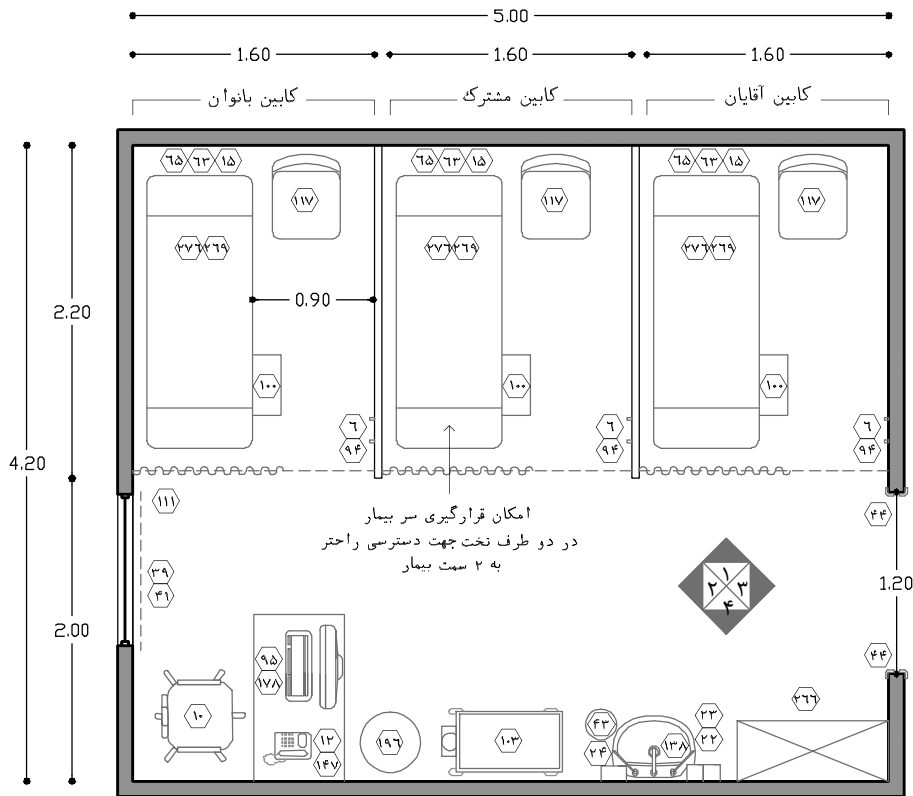 5.00
1.60 1.60 1.60
کابین بانوان کابین مشترك کابین آقایان
۶۵ ۶۳ ۱۵ ۶۵ ۶۳ ۱۵ ۶۵ ۶۳ ۱۵
۱۱۷ ۱۱۷ ۱۱۷
۲۷۶ ۲۶۹ ۲۷۶ ۲۶۹ ۲۷۶ ۲۶۹
0.90
2.20
۱۰۰ ۱۰۰ ۱۰۰
۶ ۶ ۶
۹۴ ۹۴ ۹۴
4.20
۱۱۱
امکان قرارگیری سر بیمار
در دو طرف تخت جهت دسترسی راحتر
به ۲ سمت بیمار
۴۴
۳۹
۴۱
۱
۲ ۳
۴
1.20
2.00
۴۴
۹۵
۱۷۸
۲۶۶
۱۰
۱۲
۱۴۷
۱۹۶
۱۰۳
۴۳
۲۴
۱۳۸
۲۳
۲۲